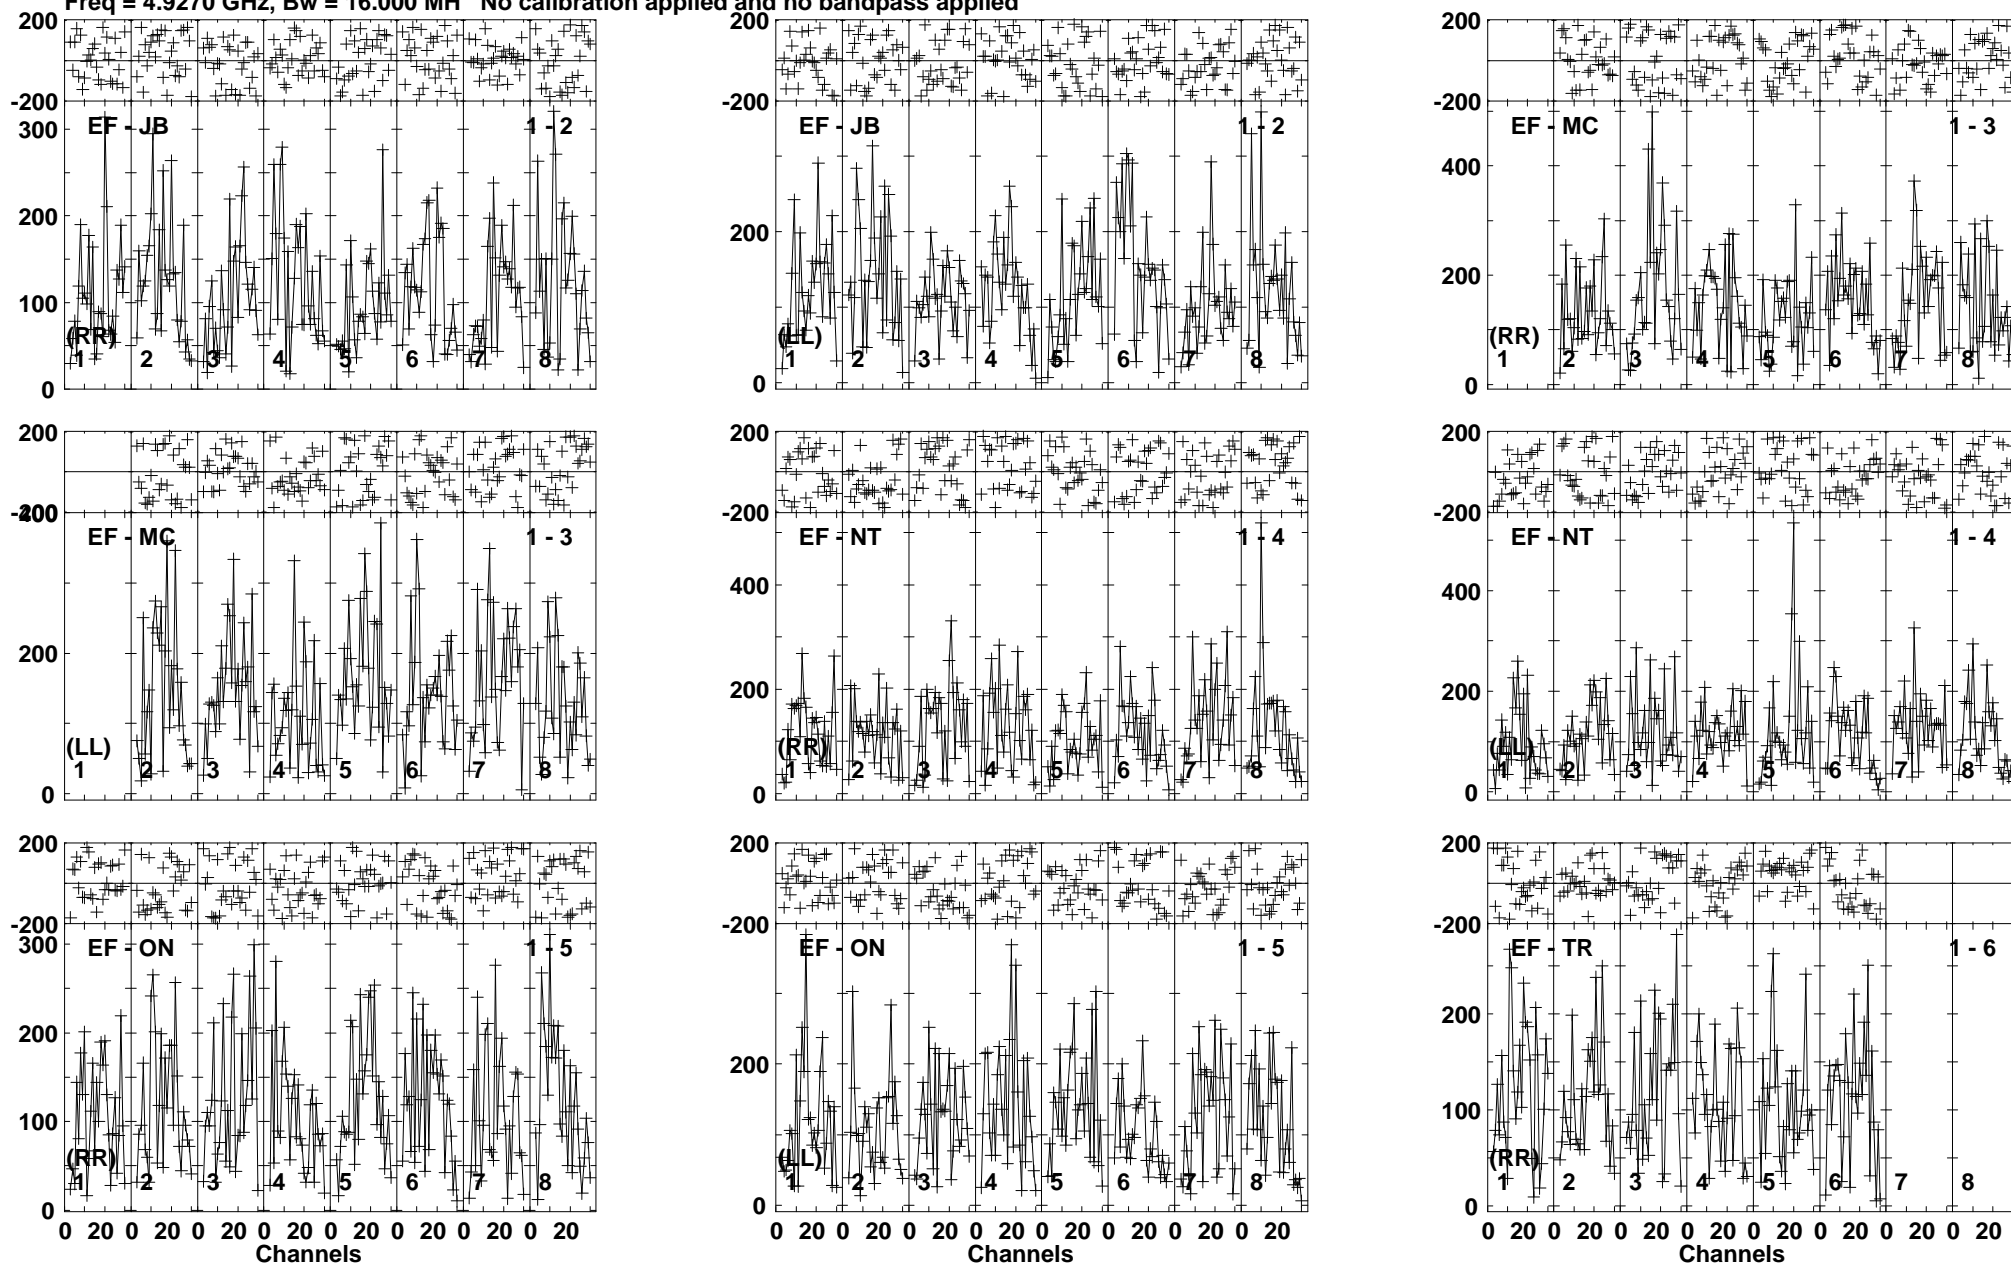 Freq = 4.9270 GHz, Bw = 16.000 MH No calibration applied and no bandpass applied
200 200 200
-200 -200 -200
300 EF - JB 1 - 2 EF - JB 1 - 2 EF - MC 1 - 3
400
200 200 200
100
(RR) (LL) (RR)
1 2 3 4 5 6 7 8 1 2 3 4 5 6 7 8 1 2 3 4 5 6 7 8
0 0 0
200 200 200
-200 -200 -200
400 EF - MC 1 - 3 EF - NT 1 - 4 EF - NT 1 - 4
400 400
200 200 200
(LL) (RR) (LL)
1 2 3 4 5 6 7 8 1 2 3 4 5 6 7 8 1 2 3 4 5 6 7 8
0 0 0
200 200 200
-200 -200 -200
300 EF - ON 1 - 5 EF - ON 1 - 5 EF - TR 1 - 6
200 200 200
100 100
(RR) (LL) (RR)
1 2 3 4 5 6 7 8 1 2 3 4 5 6 7 8 1 2 3 4 5 6 7 8
0 0 0
0 20 0 20 0 20 0 20 0 20 0 20 0 20 0 20 0 20 0 20 0 20 0 20 0 20 0 20 0 20 0 20 0 20 0 20 0 20 0 20 0 20 0 20 0 20 0 20
Channels Channels Channels